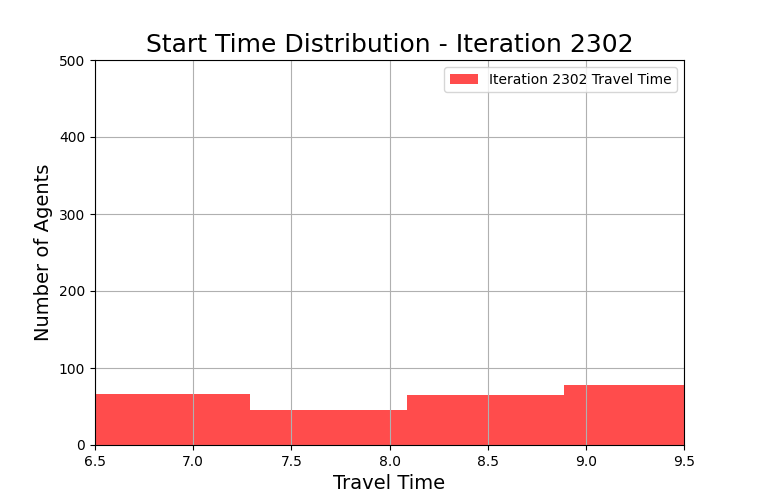 Start Time Distribution - Iteration 2302
Iteration 2302 Travel Time
Number of Agents
500
400
300
200
100
0
6.5 7.0 7.5 8.0 8.5 9.0 9.5
Travel Time